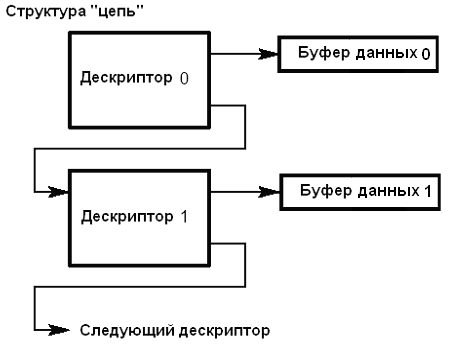 Структура "цепь"
Дескриптор 0
Буфер данных 0
Дескриптор 1
Буфер данных 1
Следующий дескриптор